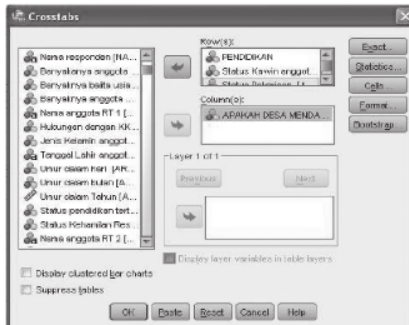 Crosstabs
Nama responden [NA...
Banyaknya anggota ...
Banyaknya balita usia...
Banyaknya anggota ...
Nama anggota RT 1 [...
Hubungan dengan KK...
Jenis Kelamin anggot...
Tanggal Lahir anggot...
Umur dalam hari [AR...
Umur dalam bulan [A...
Umur dalam Tahun [A...
Status pendidikan tert...
Status Kehamilan Res...
Nama anggota RT 2 [...
Row(s):
PENDIDIKAN
Status Kawin anggot...
Column(s):
APAKAH DESA MENDA...
Layer 1 of 1
Previous
Next
Display layer variables in table layers
Exact...
Statistics...
Cells...
Format...
Bootstrap...
Display clustered bar charts
Suppress tables
OK
Paste
Reset
Cancel
Help